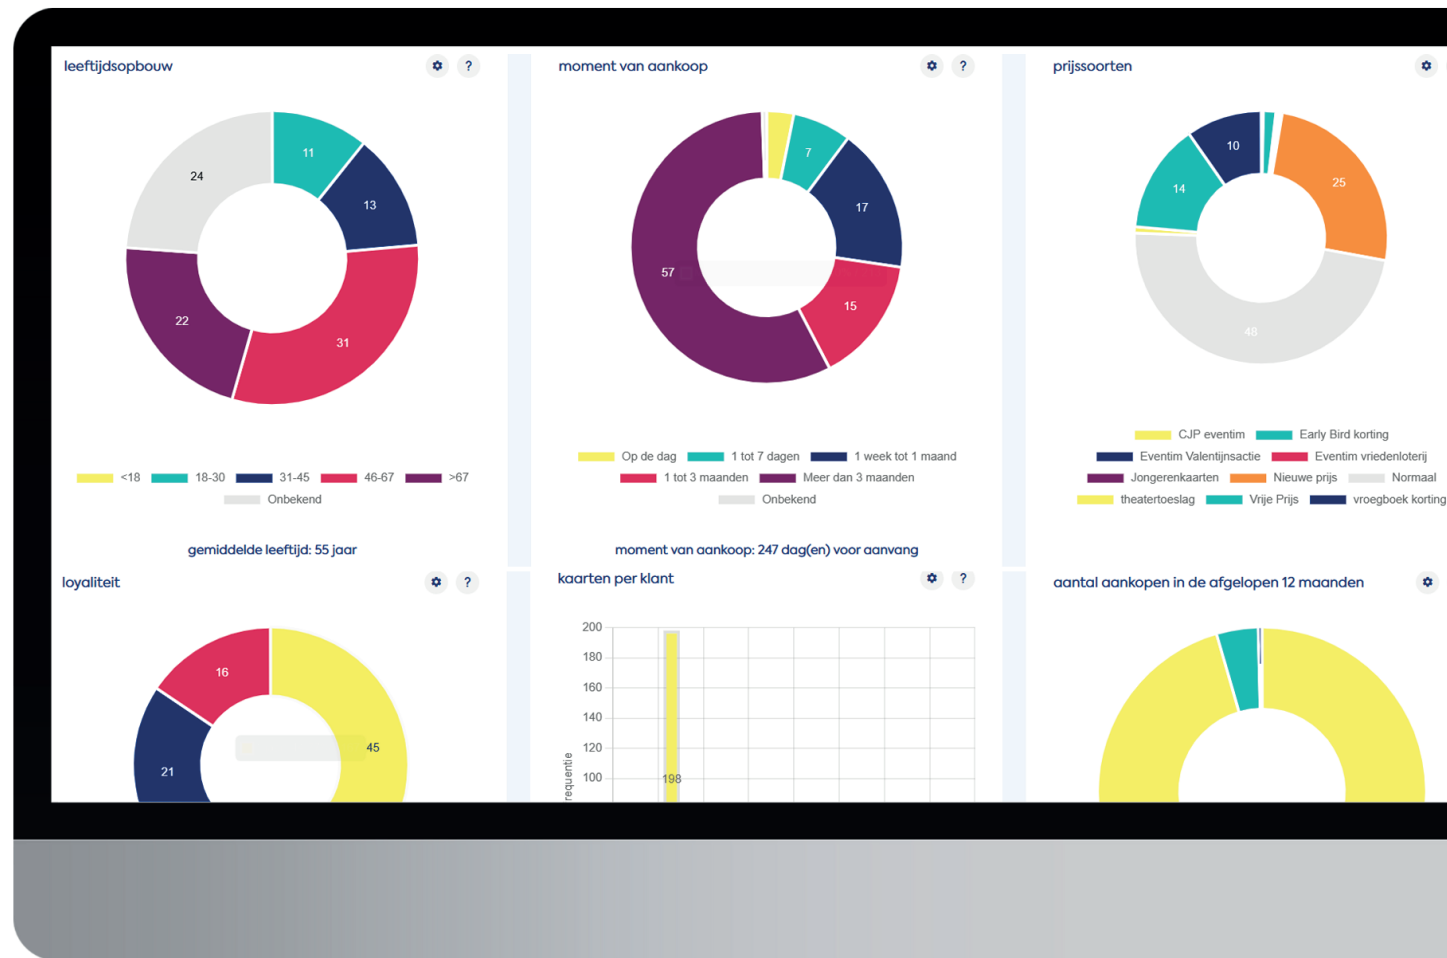 leeftijdsopbouw
?
11
13
31
22
24
<18 18-30 31-45 46-67 >67
Onbekend
gemiddelde leeftijd: 55 jaar
moment van aankoop
?
7
17
15
57
Op de dag 1 tot 7 dagen 1 week tot 1 maand
1 tot 3 maanden Meer dan 3 maanden
Onbekend
moment van aankoop: 247 dag(en) voor aanvang
prijssoorten
10
25
14
48
CJP eventim Early Bird korting
Eventim Valentijnsactie Eventim vriedenloterij
Jongerenkaarten Nieuwe prijs Normaal
theatertoeslag Vrije Prijs vroegboek korting
loyaliteit
?
16
45
21
kaarten per klant
?
200
180
160
140
120
100
198
requentie
aantal aankopen in de afgelopen 12 maanden